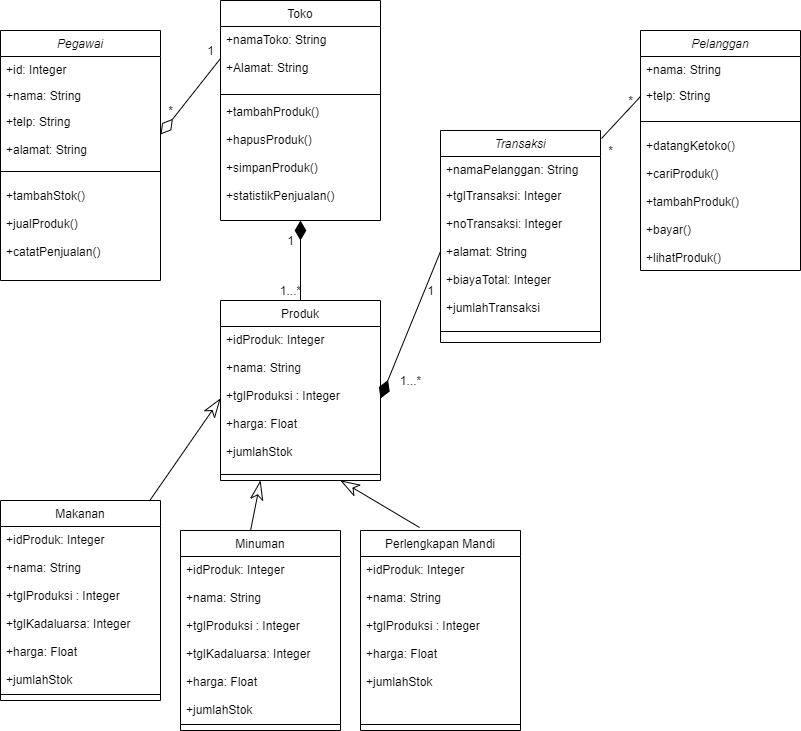 Toko
+namaToko: String
+Alamat: String
+tambahProduk()
+hapusProduk()
+simpanProduk()
+statistikPenjualan()
Pegawai
+id: Integer
+nama: String
+telp: String
+alamat: String
+tambahStok()
+jualProduk()
+catatPenjualan()
1
*
Pelanggan
+nama: String
+telp: String
+datangKetoko()
+cariProduk()
+tambahProduk()
+bayar()
+lihatProduk()
*
*
Transaksi
+namaPelanggan: String
+tglTransaksi: Integer
+noTransaksi: Integer
+alamat: String
+biayaTotal: Integer
+jumlahTransaksi
1
1...*
1
1...*
Produk
+idProduk: Integer
+nama: String
+tglProduksi : Integer
+harga: Float
+jumlahStok
Makanan
+idProduk: Integer
+nama: String
+tglProduksi : Integer
+tglKadaluarsa: Integer
+harga: Float
+jumlahStok
Minuman
+idProduk: Integer
+nama: String
+tglProduksi : Integer
+tglKadaluarsa: Integer
+harga: Float
+jumlahStok
Perlengkapan Mandi
+idProduk: Integer
+nama: String
+tglProduksi : Integer
+harga: Float
+jumlahStok